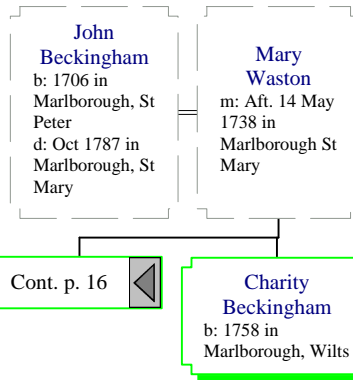 John
Beckingham
b: 1706 in
Marlborough, St
Peter
d: Oct 1787 in
Marlborough, St
Mary
Mary
Waston
m: Aft. 14 May
1738 in
Marlborough St
Mary
Cont. p. 16
Charity
Beckingham
b: 1758 in
Marlborough, Wilts